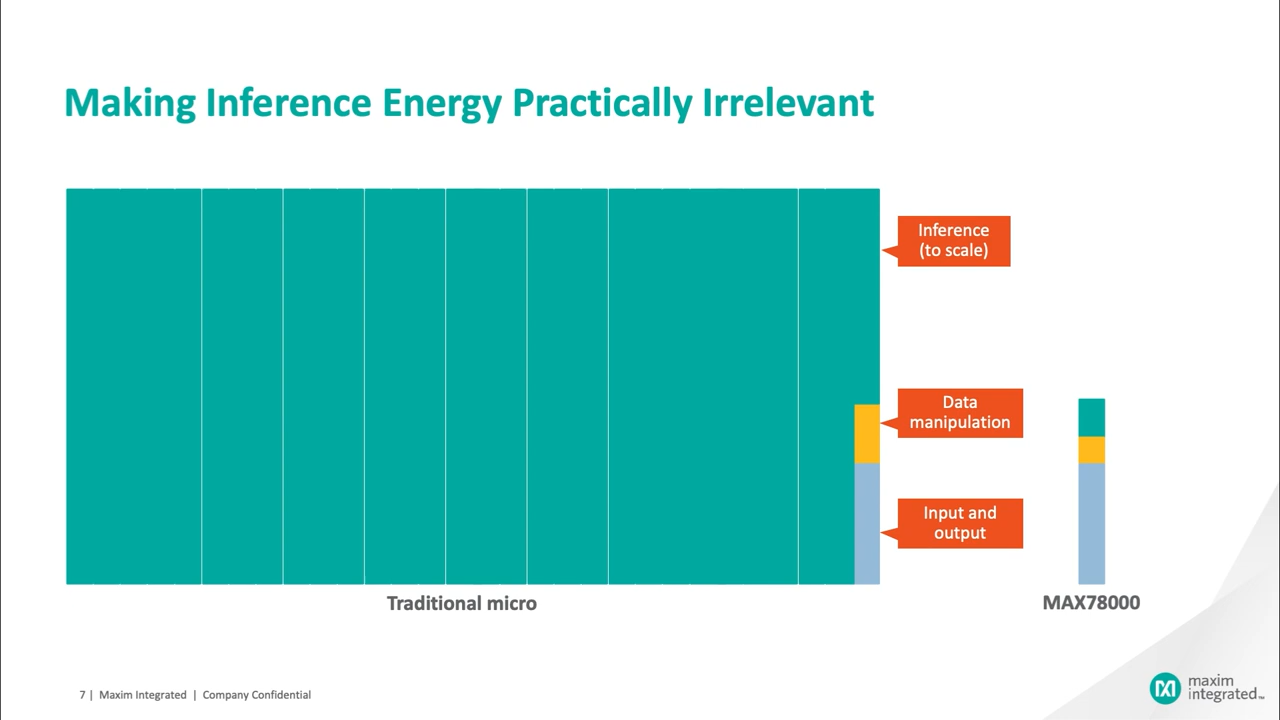 Making Inference Energy Practically Irrelevant
Inference
(to scale)
Data
manipulation
Input and
output
Traditional micro
MAX78000
7 | Maxim Integrated | Company Confidential
maxim
integrated™